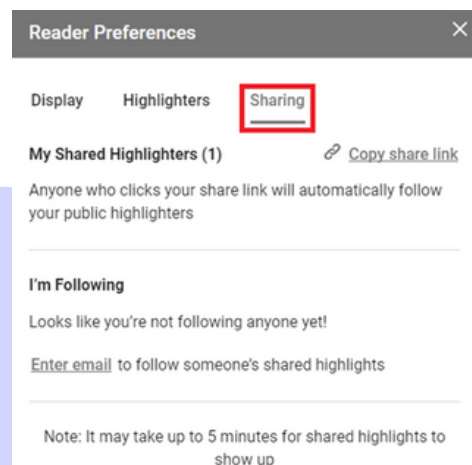 Reader Preferences
Display Highlighters Sharing
My Shared Highlighters (1) Copy share link
Anyone who clicks your share link will automatically follow
your public highlighters
I'm Following
Looks like you're not following anyone yet!
Enter email to follow someone's shared highlights
Note: It may take up to 5 minutes for shared highlights to
show up